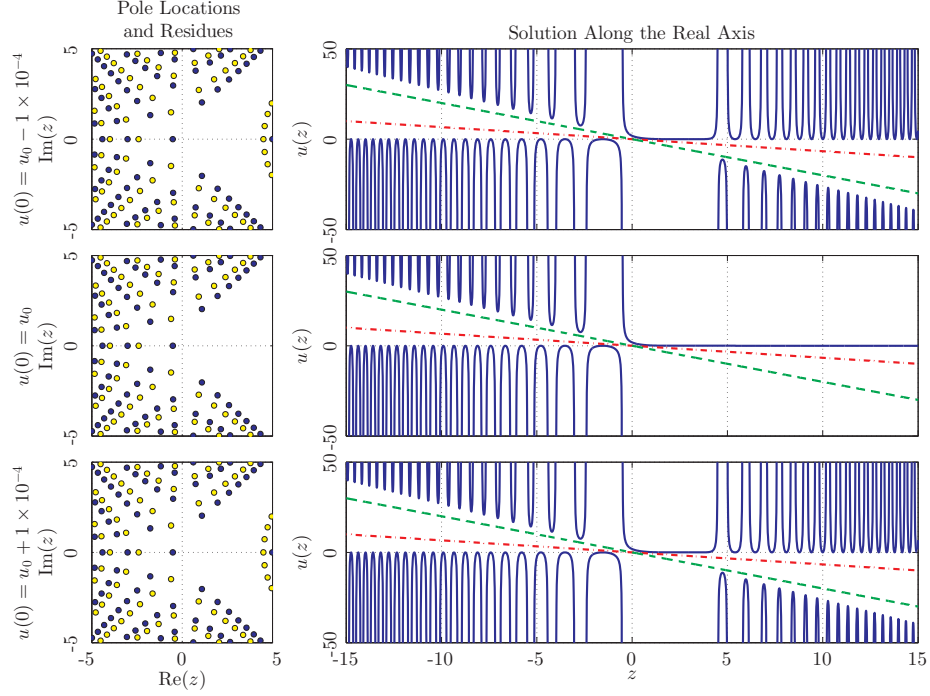 Pole Locations
and Residues
Solution Along the Real Axis
u(0) = u₀ − 1 × 10⁻⁴
Im(z)
5
0
-5
u(z)
50
0
-50
u(0) = u₀
Im(z)
5
0
-5
u(z)
50
0
-50
u(0) = u₀ + 1 × 10⁻⁴
Im(z)
5
0
-5
u(z)
50
0
-50
-5 0 5
Re(z)
-15 -10 -5 0 5 10 15
z